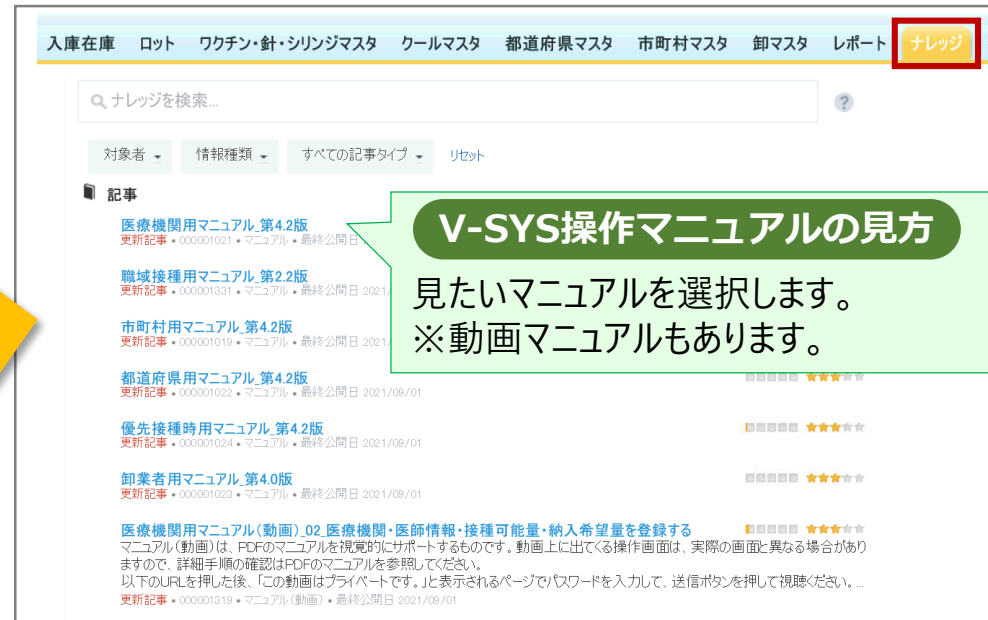 入庫在庫 ロット ワクチン・針・シリンジマスタ クールマスタ 都道府県マスタ 市町村マスタ 卸マスタ レポート ナレッジ
ナレッジを検索... ?
対象者 情報種類 すべての記事タイプ リセット
記事
医療機関用マニュアル_第4.2版
更新記事 • 000001021 • マニュアル • 最終公開日
職域接種用マニュアル_第2.2版
更新記事 • 000001331 • マニュアル • 最終公開日 2021/
市町村用マニュアル_第4.2版
更新記事 • 000001019 • マニュアル • 最終公開日 2021/
V-SYS操作マニュアルの見方
見たいマニュアルを選択します。
※動画マニュアルもあります。
都道府県用マニュアル_第4.2版
更新記事 • 000001022 • マニュアル • 最終公開日 2021/09/01
優先接種時用マニュアル_第4.2版
更新記事 • 000001024 • マニュアル • 最終公開日 2021/09/01
卸業者用マニュアル_第4.0版
更新記事 • 000001023 • マニュアル • 最終公開日 2021/09/01
医療機関用マニュアル(動画)_02_医療機関・医師情報・接種可能量・納入希望量を登録する
マニュアル(動画)は、PDFのマニュアルを視覚的にサポートするものです。動画上に出てくる操作画面は、実際の画面と異なる場合があり
ますので、詳細手順の確認はPDFのマニュアルを参照してください。
以下のURLを押した後、「この動画はプライベートです。」と表示されるページでパスワードを入力して、送信ボタンを押して視聴ください。...
更新記事 • 000001319 • マニュアル(動画) • 最終公開日 2021/09/01